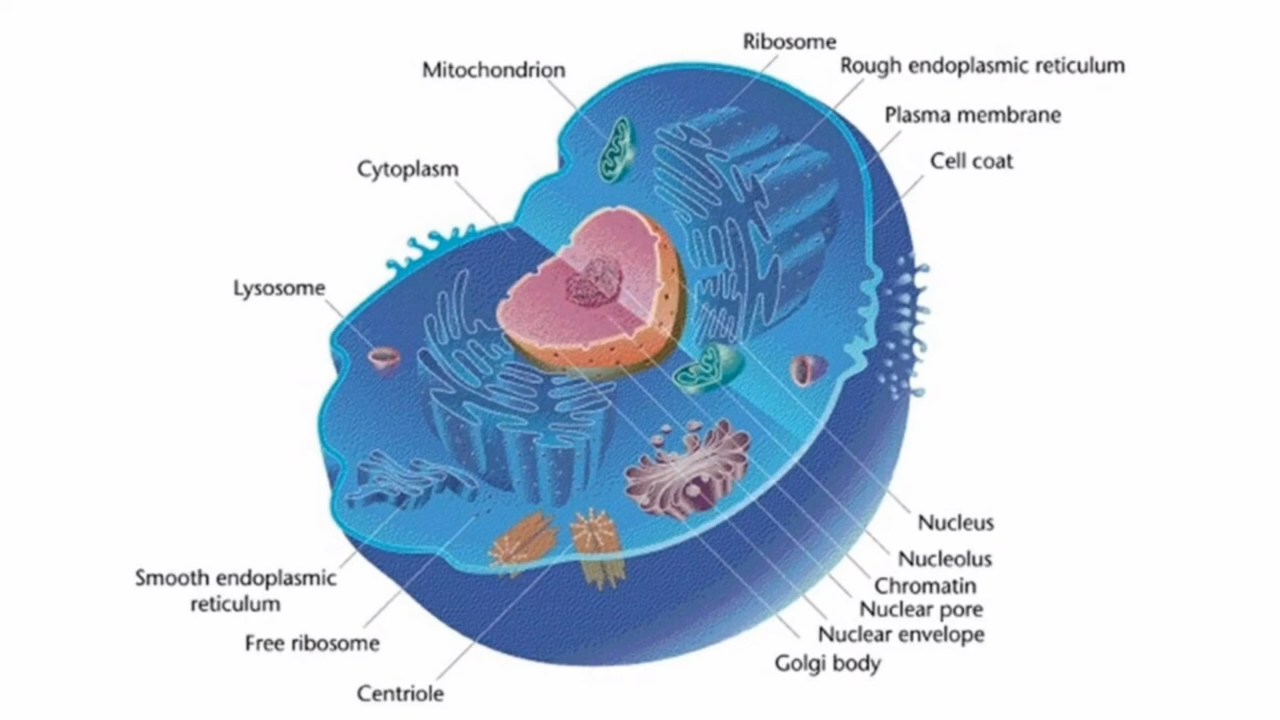 Ribosome
Mitochondrion
Rough endoplasmic reticulum
Plasma membrane
Cell coat
Cytoplasm
Lysosome
Nucleus
Nucleolus
Chromatin
Nuclear pore
Nuclear envelope
Golgi body
Smooth endoplasmic
reticulum
Free ribosome
Centriole